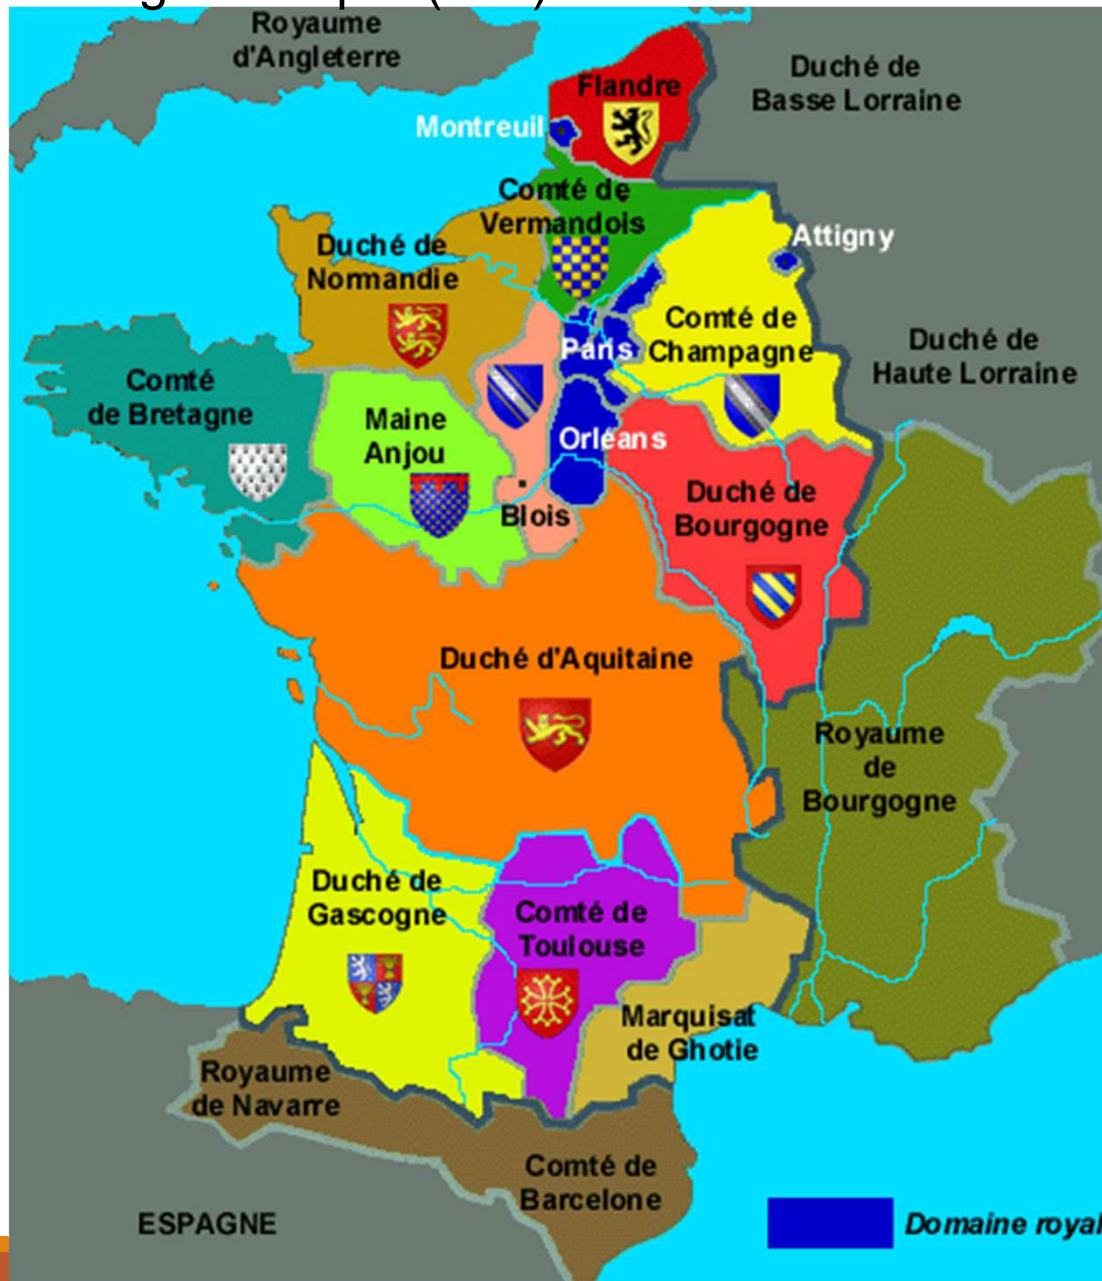 Royaume
d'Angleterre
Duché de
Basse Lorraine
Flandre
Montreuil
Comté de
Vermandois
Attigny
Duché de
Normandie
Comté de
Champagne
Paris
Duché de
Haute Lorraine
Comté
de Bretagne
Maine
Anjou
Orléans
Duché de
Bourgogne
Blois
Duché d'Aquitaine
Royaume
de
Bourgogne
Duché de
Gascogne
Comté de
Toulouse
Marquisat
de Ghotie
Royaume
de Navarre
Comté de
Barcelone
ESPAGNE
Domaine royal